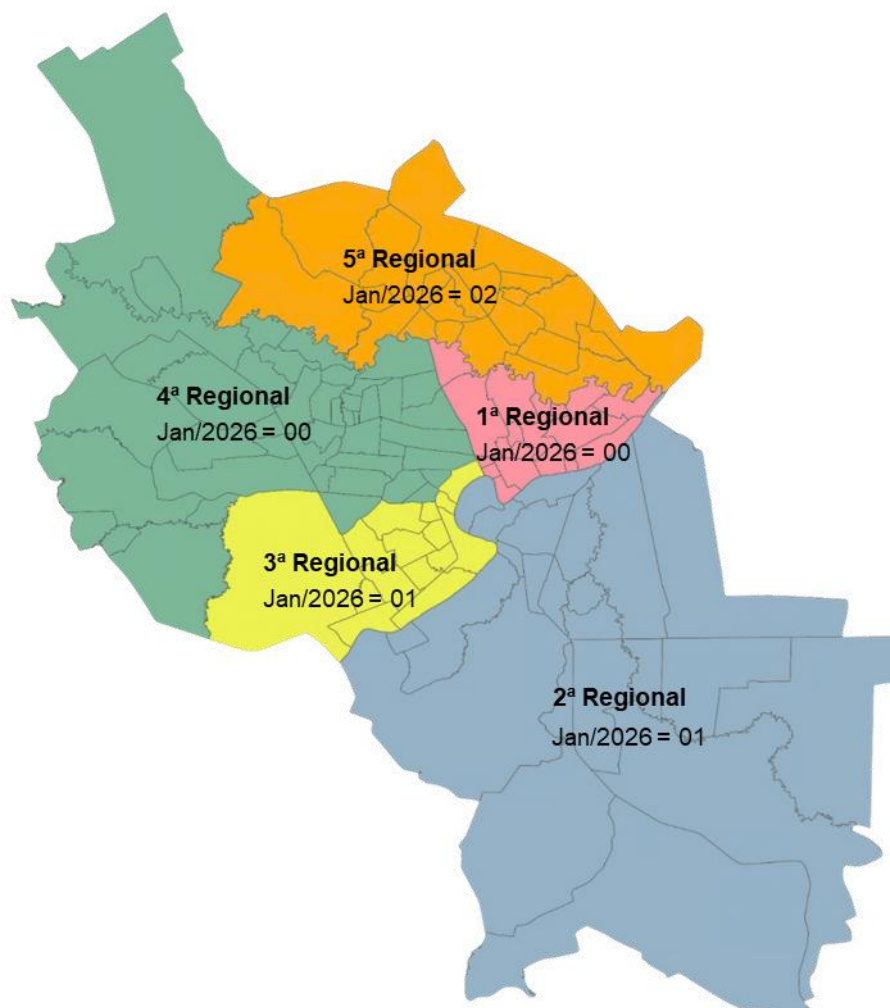 5ª Regional
Jan/2026 = 02
4ª Regional
Jan/2026 = 00
1ª Regional
Jan/2026 = 00
3ª Regional
Jan/2026 = 01
2ª Regional
Jan/2026 = 01